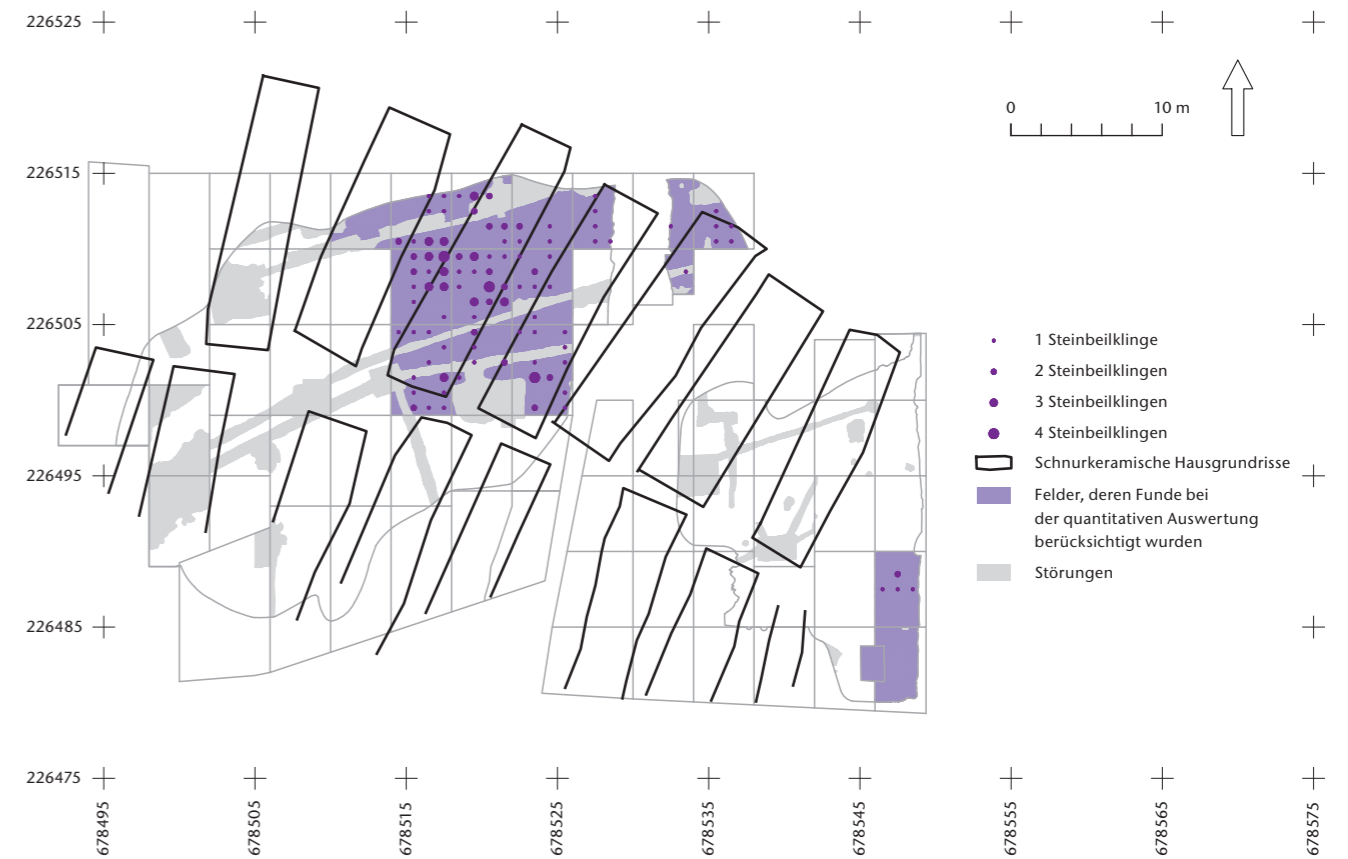 226525
0
10 m
226515
226505
1 Steinbeilklinge
2 Steinbeilklingen
3 Steinbeilklingen
4 Steinbeilklingen
Schnurkeramische Hausgrundrisse
226495
Felder, deren Funde bei
der quantitativen Auswertung
berücksichtigt wurden
Störungen
226485
226475
678495
678505
678515
678525
678535
678545
678555
678565
678575